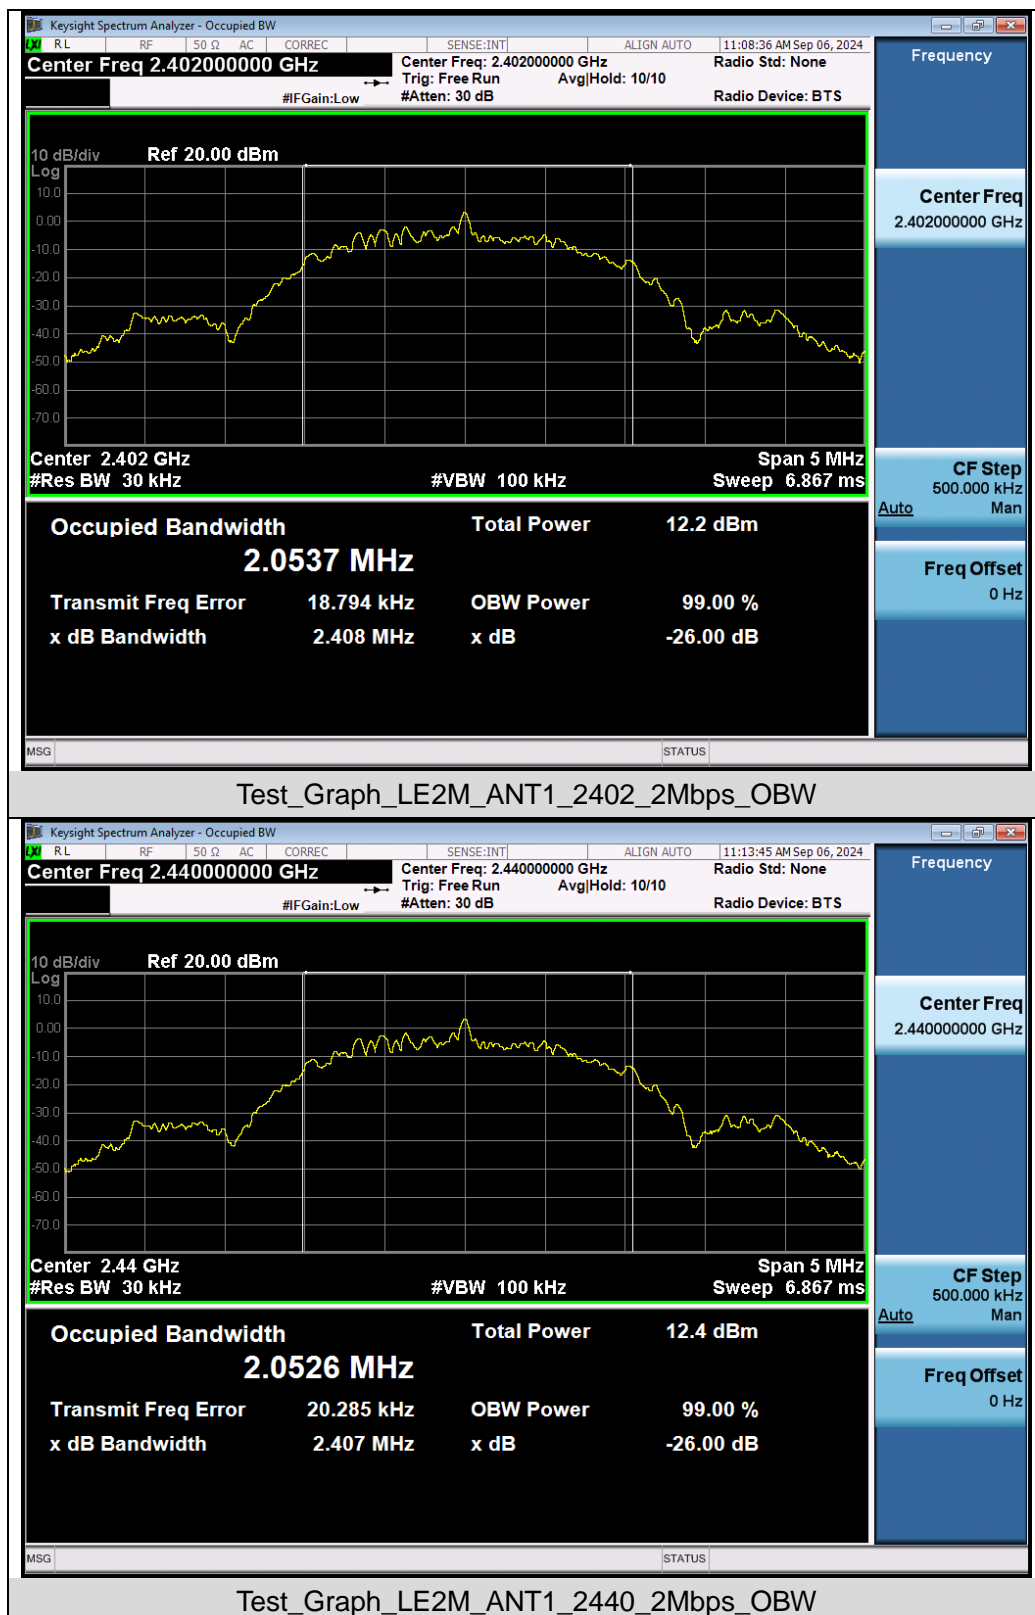 Keysight Spectrum Analyzer - Occupied BW
LXI RL RF 50 Ω AC CORREC SENSE:INT ALIGN AUTO 11:08:36 AM Sep 06, 2024
Center Freq 2.402000000 GHz
Center Freq: 2.402000000 GHz
Radio Std: None
Trig: Free Run Avg|Hold: 10/10
#IFGain:Low
#Atten: 30 dB
Radio Device: BTS
10 dB/div Ref 20.00 dBm
Log
10.0
0.00
-10.0
-20.0
-30.0
-40.0
-50.0
-60.0
-70.0
Center 2.402 GHz
Span 5 MHz
#Res BW 30 kHz
#VBW 100 kHz
Sweep 6.867 ms
Occupied Bandwidth
Total Power 12.2 dBm
2.0537 MHz
Transmit Freq Error 18.794 kHz
OBW Power 99.00 %
x dB Bandwidth 2.408 MHz
x dB -26.00 dB
MSG
STATUS
Frequency
Center Freq
2.402000000 GHz
CF Step
500.000 kHz
Auto Man
Freq Offset
0 Hz
Test_Graph_LE2M_ANT1_2402_2Mbps_OBW
Keysight Spectrum Analyzer - Occupied BW
LXI RL RF 50 Ω AC CORREC SENSE:INT ALIGN AUTO 11:13:45 AM Sep 06, 2024
Center Freq 2.440000000 GHz
Center Freq: 2.440000000 GHz
Radio Std: None
Trig: Free Run Avg|Hold: 10/10
#IFGain:Low
#Atten: 30 dB
Radio Device: BTS
10 dB/div Ref 20.00 dBm
Log
10.0
0.00
-10.0
-20.0
-30.0
-40.0
-50.0
-60.0
-70.0
Center 2.44 GHz
Span 5 MHz
#Res BW 30 kHz
#VBW 100 kHz
Sweep 6.867 ms
Occupied Bandwidth
Total Power 12.4 dBm
2.0526 MHz
Transmit Freq Error 20.285 kHz
OBW Power 99.00 %
x dB Bandwidth 2.407 MHz
x dB -26.00 dB
MSG
STATUS
Frequency
Center Freq
2.440000000 GHz
CF Step
500.000 kHz
Auto Man
Freq Offset
0 Hz
Test_Graph_LE2M_ANT1_2440_2Mbps_OBW